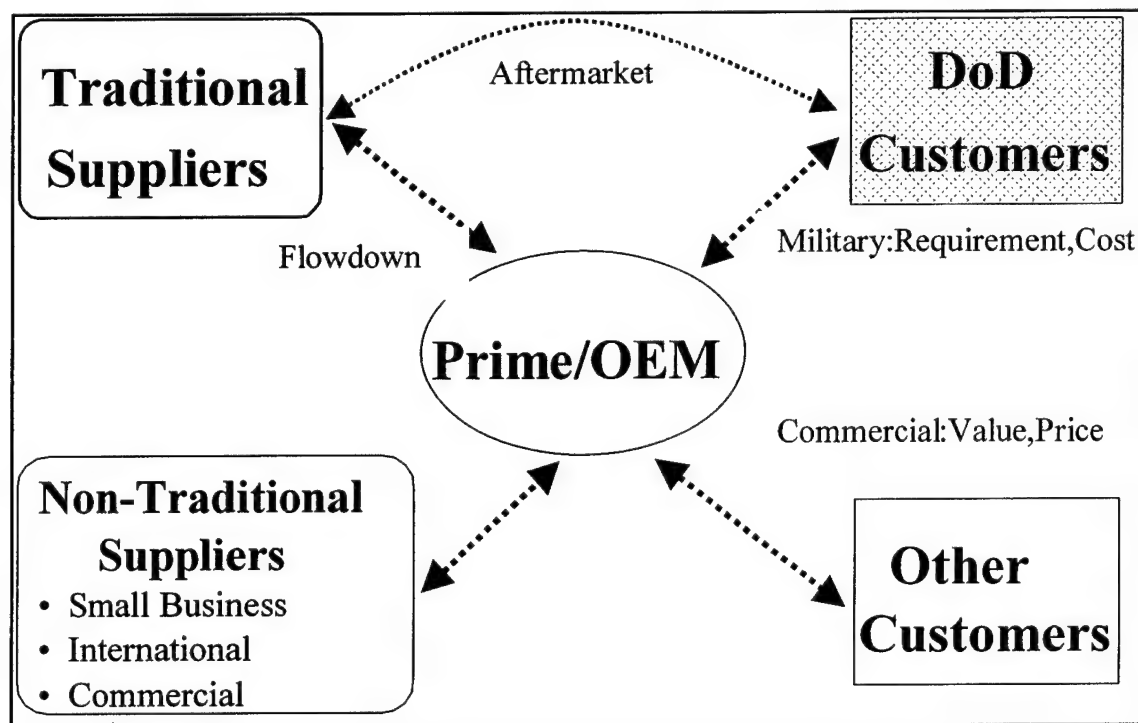 Traditional
Suppliers
Aftermarket
DoD
Customers
Flowdown
Military:Requirement,Cost
Prime/OEM
Commercial:Value,Price
Non-Traditional
Suppliers
• Small Business
• International
• Commercial
Other
Customers